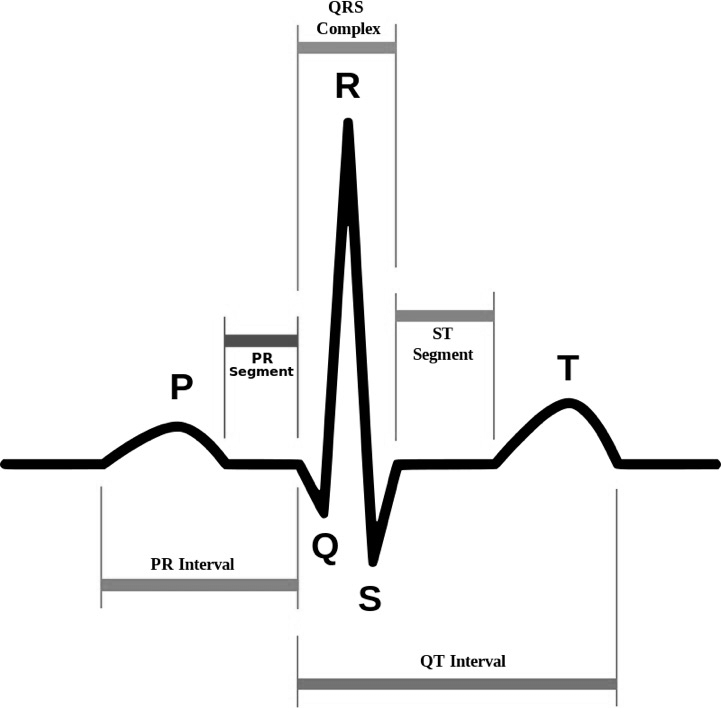 QRS
Complex
R
ST
Segment
PR
Segment
P
T
Q
PR Interval
S
QT Interval